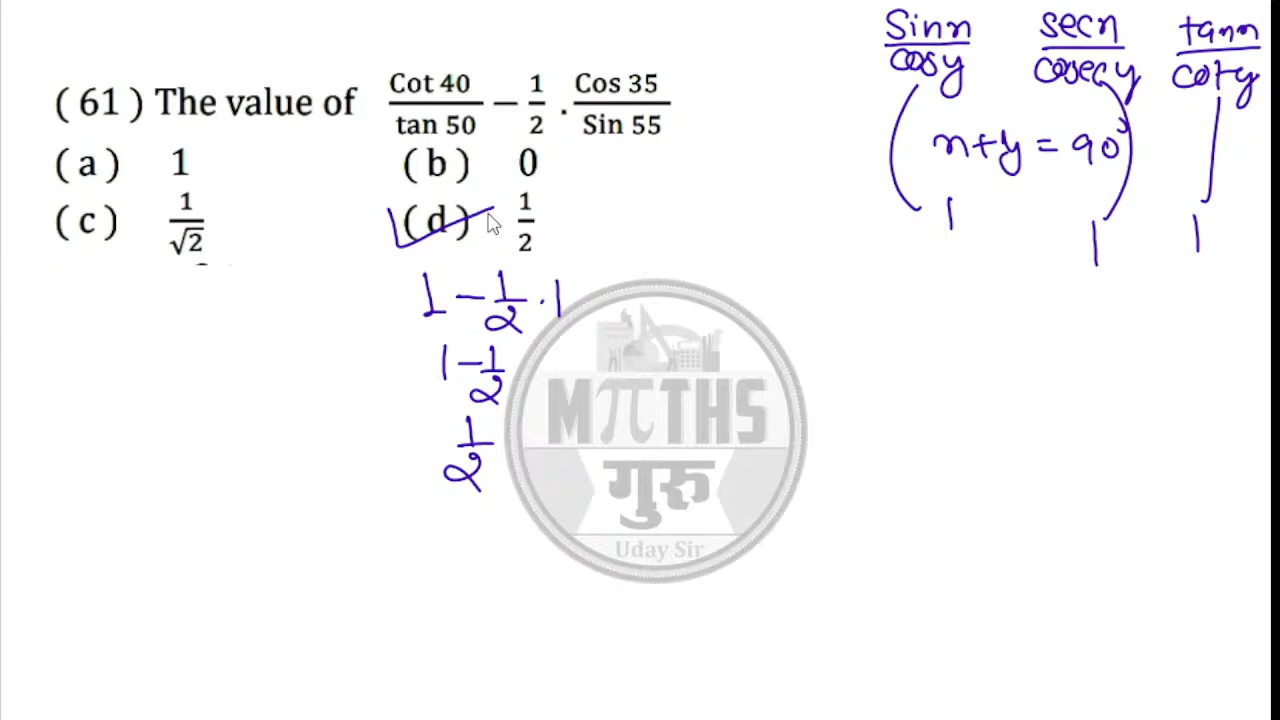 ( 61 ) The value of Cot 40/tan 50 − 1/2 . Cos 35/Sin 55
( a ) 1 ( b ) 0
( c ) 1/√2 ( d ) 1/2
1 − 1/2 . 1
1 − 1/2
1/2
Sinx/cosy secx/cosecy tanx/coty
x+y = 90°
1 1 1
MπTHS
गुरु
Uday Sir